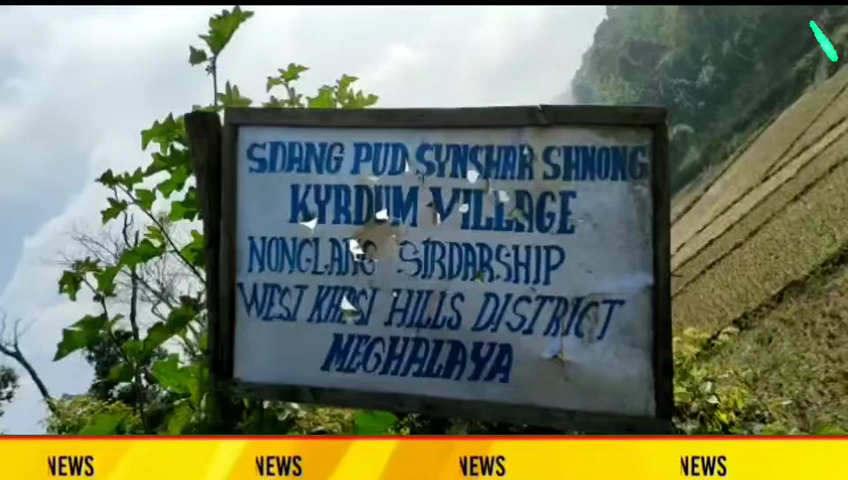 SDANG PUD SYNSHAR SHNONG
KYRDUM VILLAGE
NONGLANG SIRDARSHIP
WEST KHASI HILLS DISTRICT
MEGHALAYA
NEWS NEWS NEWS NEWS